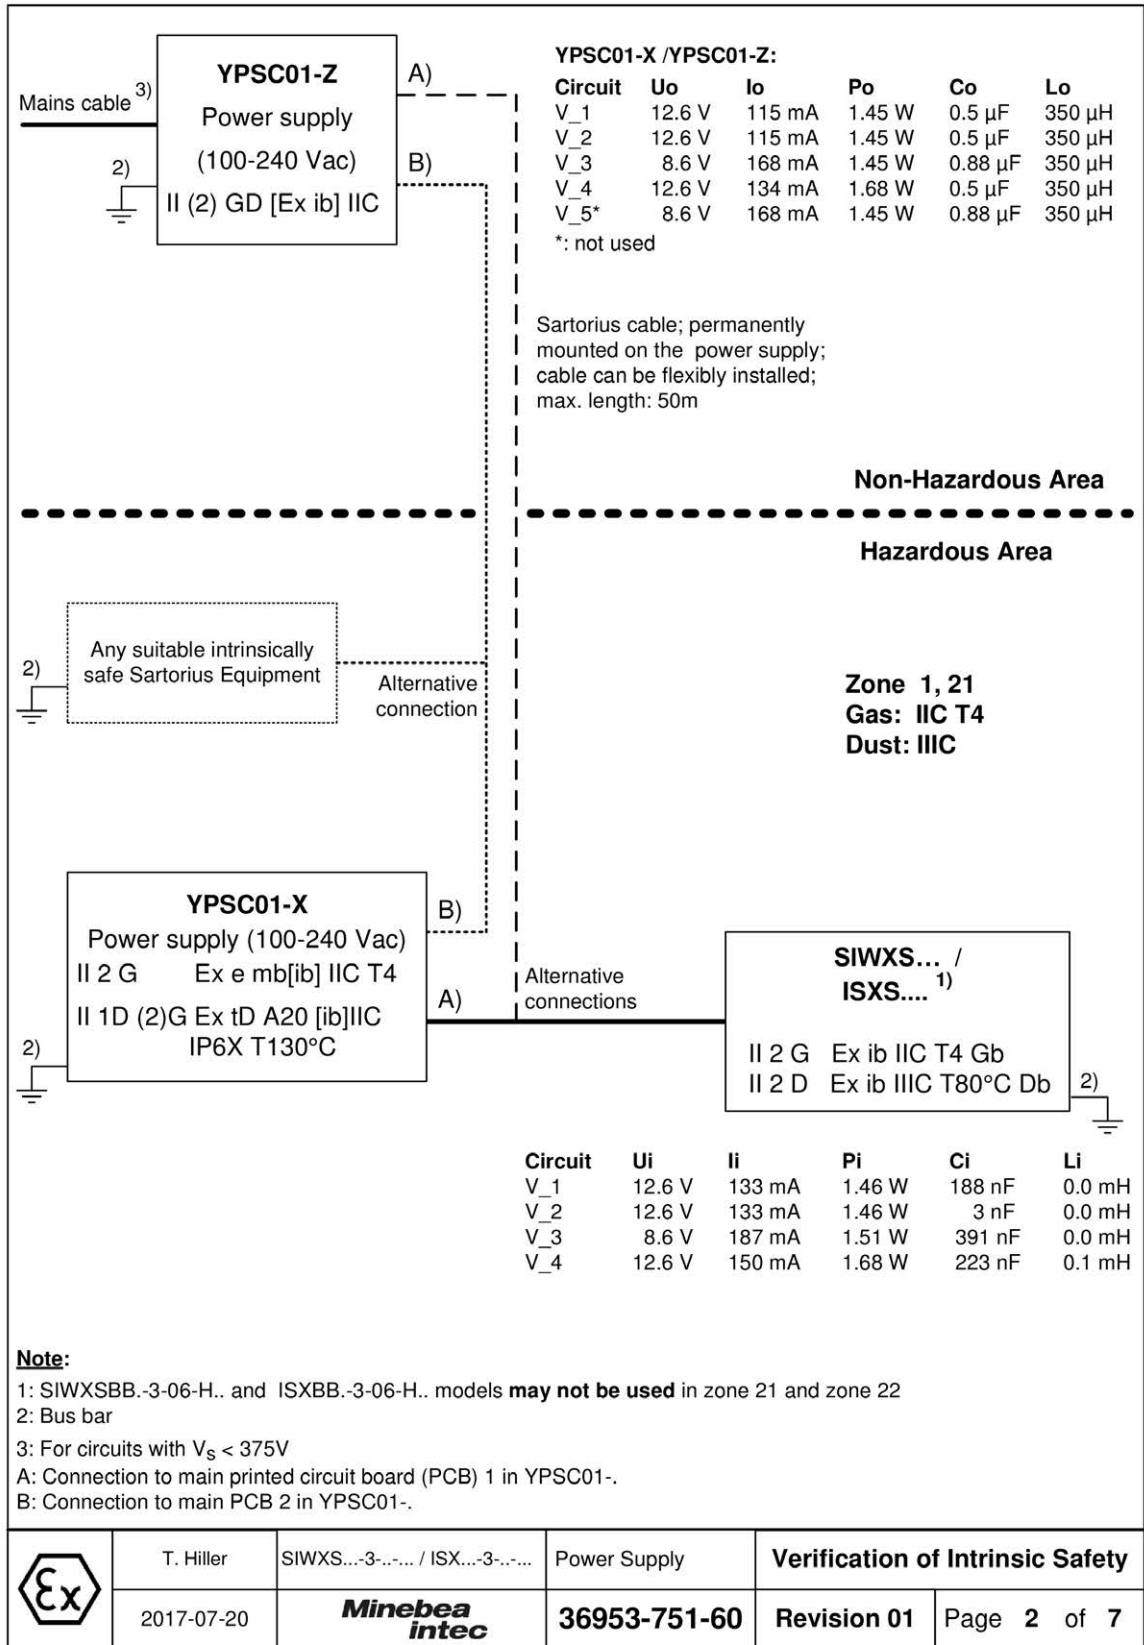 YPSC01-Z
Power supply
(100-240 Vac)
II (2) GD [Ex ib] IIC
Mains cable 3)
2)
A)
B)
YPSC01-X /YPSC01-Z:
Circuit Uo Io Po Co Lo
V_1 12.6 V 115 mA 1.45 W 0.5 µF 350 µH
V_2 12.6 V 115 mA 1.45 W 0.5 µF 350 µH
V_3 8.6 V 168 mA 1.45 W 0.88 µF 350 µH
V_4 12.6 V 134 mA 1.68 W 0.5 µF 350 µH
V_5* 8.6 V 168 mA 1.45 W 0.88 µF 350 µH
*: not used
Sartorius cable; permanently
mounted on the power supply;
cable can be flexibly installed;
max. length: 50m
Non-Hazardous Area
Hazardous Area
Any suitable intrinsically
safe Sartorius Equipment
2)
Alternative
connection
Zone 1, 21
Gas: IIC T4
Dust: IIIC
YPSC01-X
Power supply (100-240 Vac)
II 2 G Ex e mb[ib] IIC T4
II 1D (2)G Ex tD A20 [ib]IIC
IP6X T130°C
2)
B)
A)
Alternative
connections
SIWXS... /
ISXS.... 1)
II 2 G Ex ib IIC T4 Gb
II 2 D Ex ib IIIC T80°C Db
2)
Circuit Ui Ii Pi Ci Li
V_1 12.6 V 133 mA 1.46 W 188 nF 0.0 mH
V_2 12.6 V 133 mA 1.46 W 3 nF 0.0 mH
V_3 8.6 V 187 mA 1.51 W 391 nF 0.0 mH
V_4 12.6 V 150 mA 1.68 W 223 nF 0.1 mH
Note:
1: SIWXSBB.-3-06-H.. and ISXBB.-3-06-H.. models may not be used in zone 21 and zone 22
2: Bus bar
3: For circuits with VS < 375V
A: Connection to main printed circuit board (PCB) 1 in YPSC01-.
B: Connection to main PCB 2 in YPSC01-.
Ex
T. Hiller
SIWXS...-3-..-... / ISX...-3-..-...
Power Supply
Verification of Intrinsic Safety
2017-07-20
Minebea
intec
36953-751-60
Revision 01
Page 2 of 7